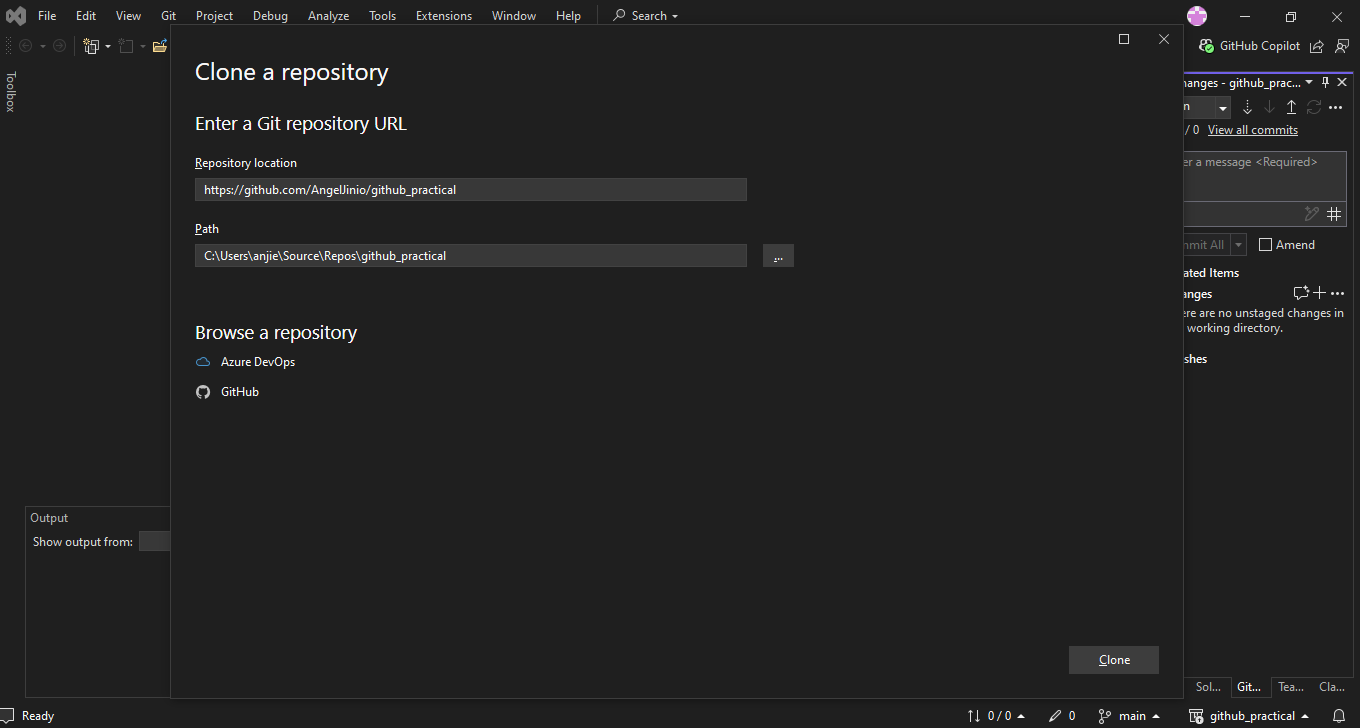 File Edit View Git Project Debug Analyze Tools Extensions Window Help Search
GitHub Copilot
Toolbox
Clone a repository
Enter a Git repository URL
Repository location
https://github.com/AngelJinio/github_practical
Path
C:\Users\anjie\Source\Repos\github_practical
...
Browse a repository
Azure DevOps
GitHub
Clone
hanges - github_prac...
n
/ 0 View all commits
er a message <Required>
mmit All Amend
ated Items
anges
ere are no unstaged changes in
working directory.
shes
Output
Show output from:
Sol... Git... Tea... Cla...
Ready 0 / 0 0 main github_practical